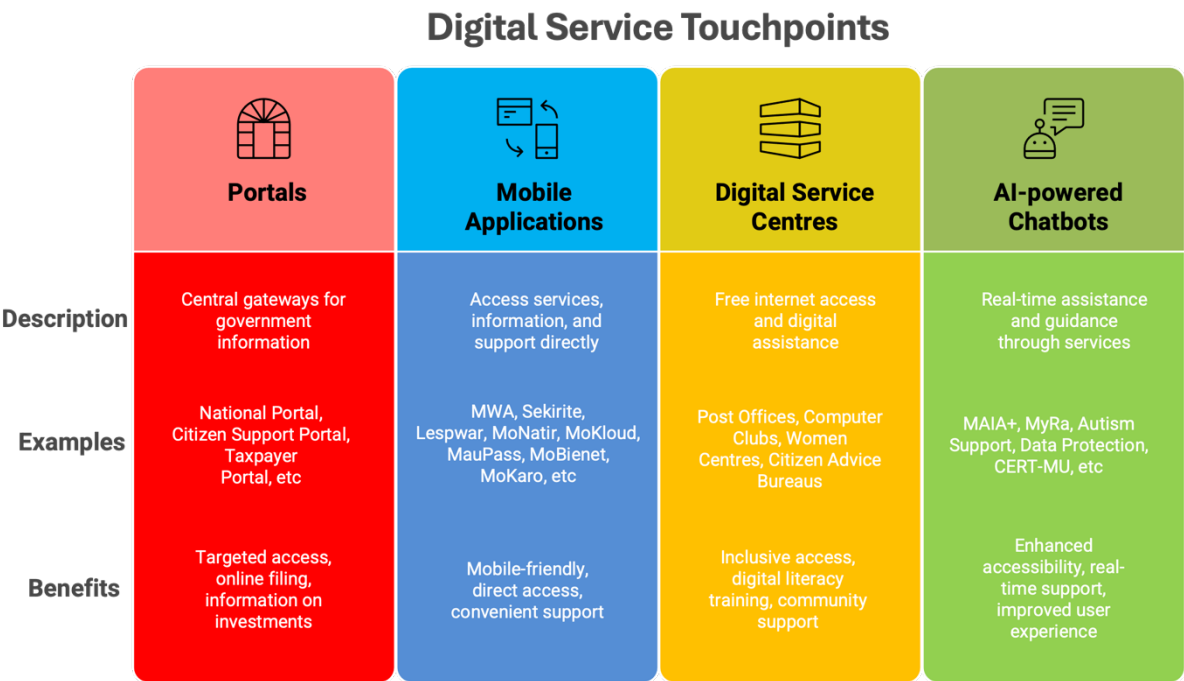 Digital Service Touchpoints
Portals
Mobile
Applications
Digital Service
Centres
AI-powered
Chatbots
Description
Central gateways for
government
information
Access services,
information, and
support directly
Free internet access
and digital
assistance
Real-time assistance
and guidance
through services
Examples
National Portal,
Citizen Support Portal,
Taxpayer
Portal, etc
MWA, Sekirite,
Lespwar, MoNatir, MoKloud,
MauPass, MoBienet,
MoKaro, etc
Post Offices, Computer
Clubs, Women
Centres, Citizen Advice
Bureaus
MAIA+, MyRa, Autism
Support, Data Protection,
CERT-MU, etc
Benefits
Targeted access,
online filing,
information on
investments
Mobile-friendly,
direct access,
convenient support
Inclusive access,
digital literacy
training, community
support
Enhanced
accessibility, real-
time support,
improved user
experience